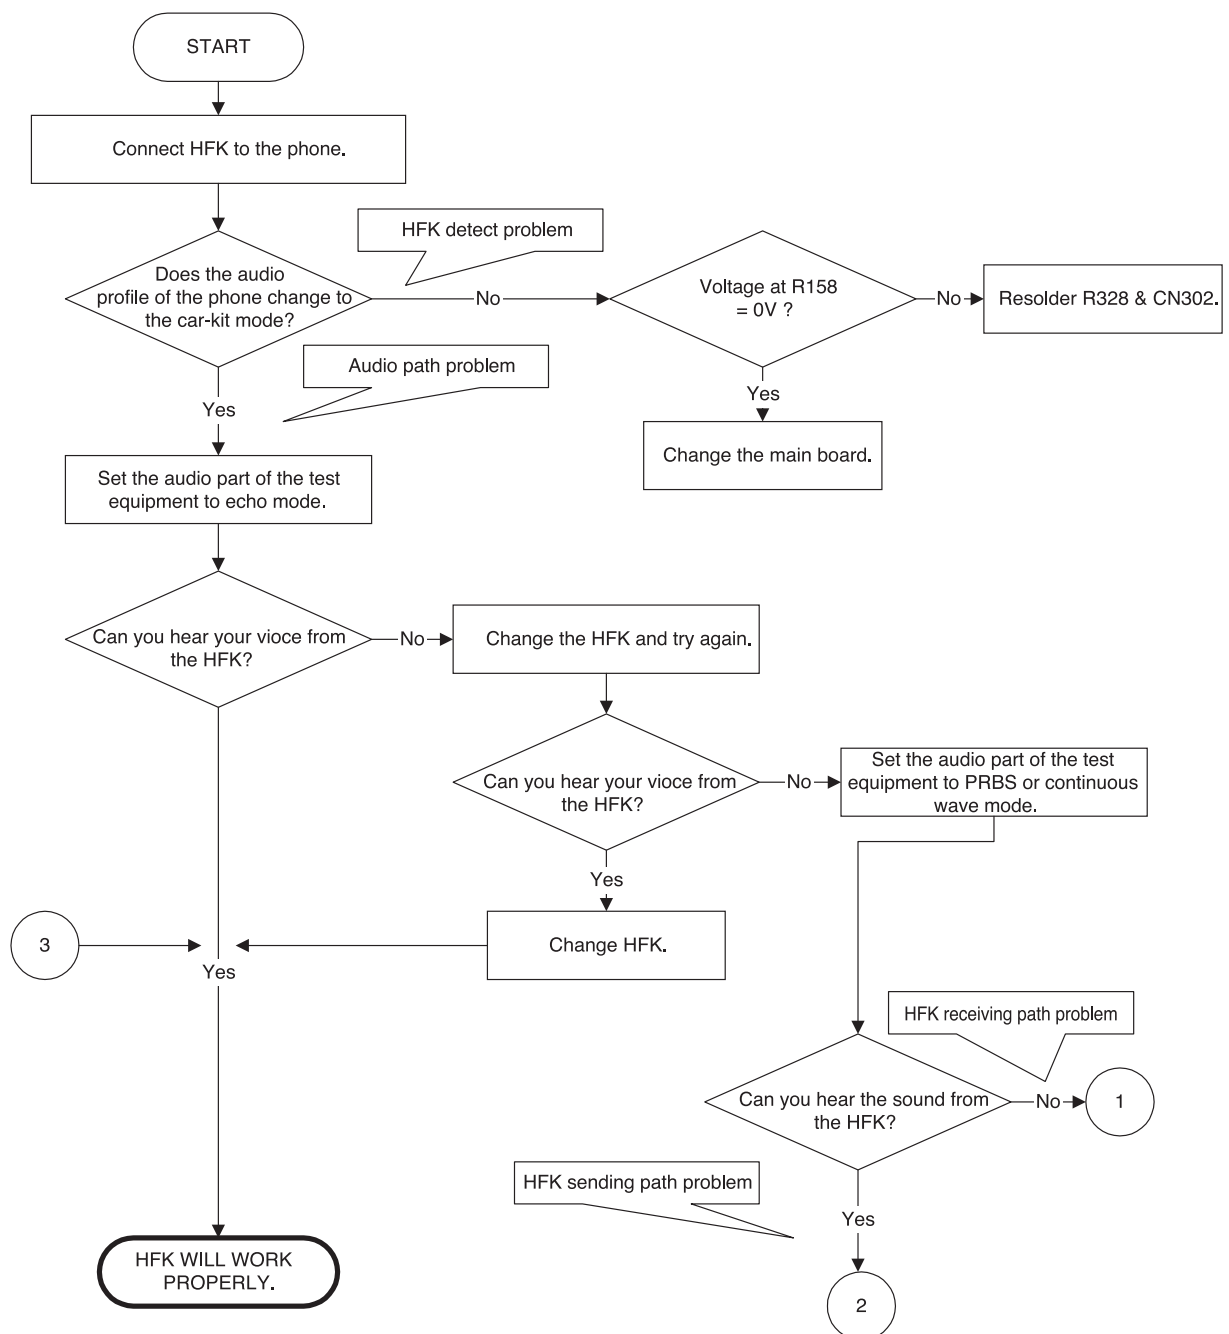 START
Connect HFK to the phone.
HFK detect problem
Does the audio
profile of the phone change to
the car-kit mode?
No
Voltage at R158
= 0V ?
No
Resolder R328 & CN302.
Audio path problem
Yes
Yes
Change the main board.
Set the audio part of the test
equipment to echo mode.
Can you hear your vioce from
the HFK?
No
Change the HFK and try again.
Can you hear your vioce from
the HFK?
No
Set the audio part of the test
equipment to PRBS or continuous
wave mode.
Yes
3
Change HFK.
Yes
HFK receiving path problem
Can you hear the sound from
the HFK?
No
1
HFK sending path problem
Yes
HFK WILL WORK
PROPERLY.
2